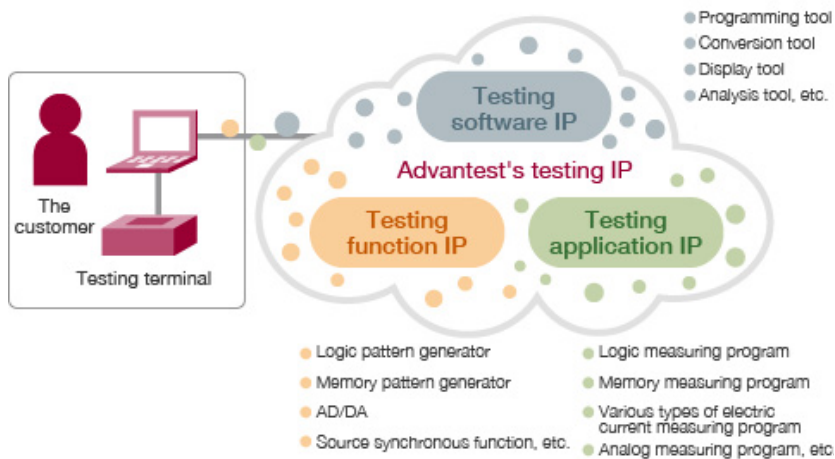 Programming tool
Conversion tool
Display tool
Analysis tool, etc.
Testing
software IP
Advantest's testing IP
The
customer
Testing terminal
Testing
function IP
Testing
application IP
Logic pattern generator
Memory pattern generator
AD/DA
Source synchronous function, etc.
Logic measuring program
Memory measuring program
Various types of electric
current measuring program
Analog measuring program, etc